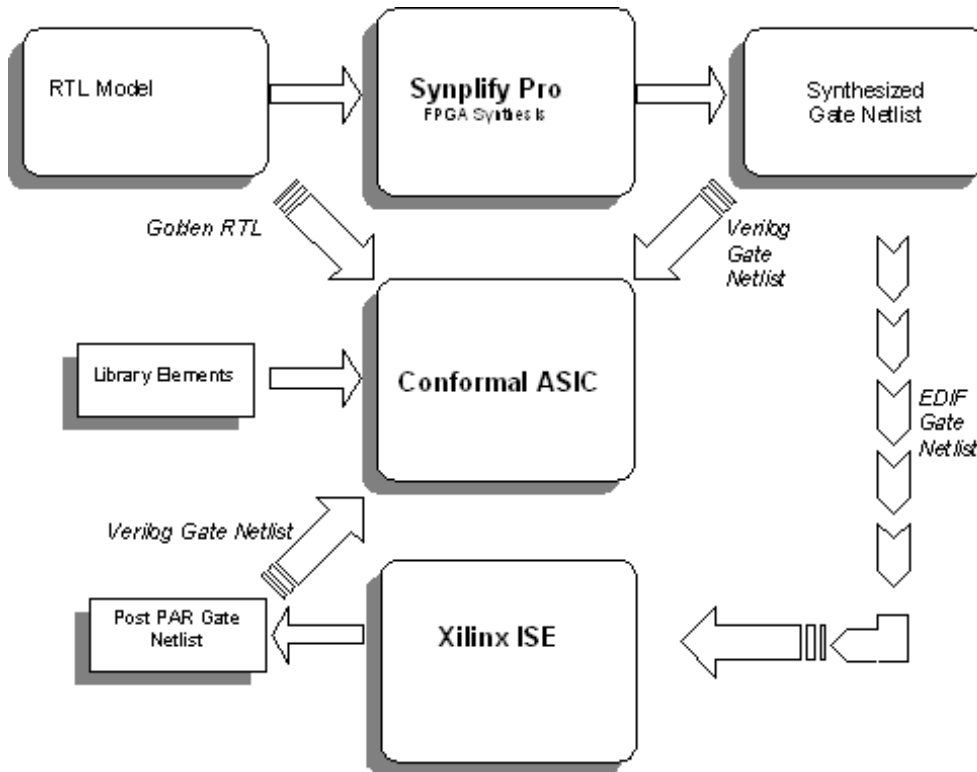 RTL Model
Synplify Pro
FPGA Synthesis
Synthesized
Gate Netlist
Golden RTL
Verilog
Gate
Netlist
Library Elements
Conformal ASIC
EDIF
Gate
Netlist
Verilog Gate Netlist
Post PAR Gate
Netlist
Xilinx ISE